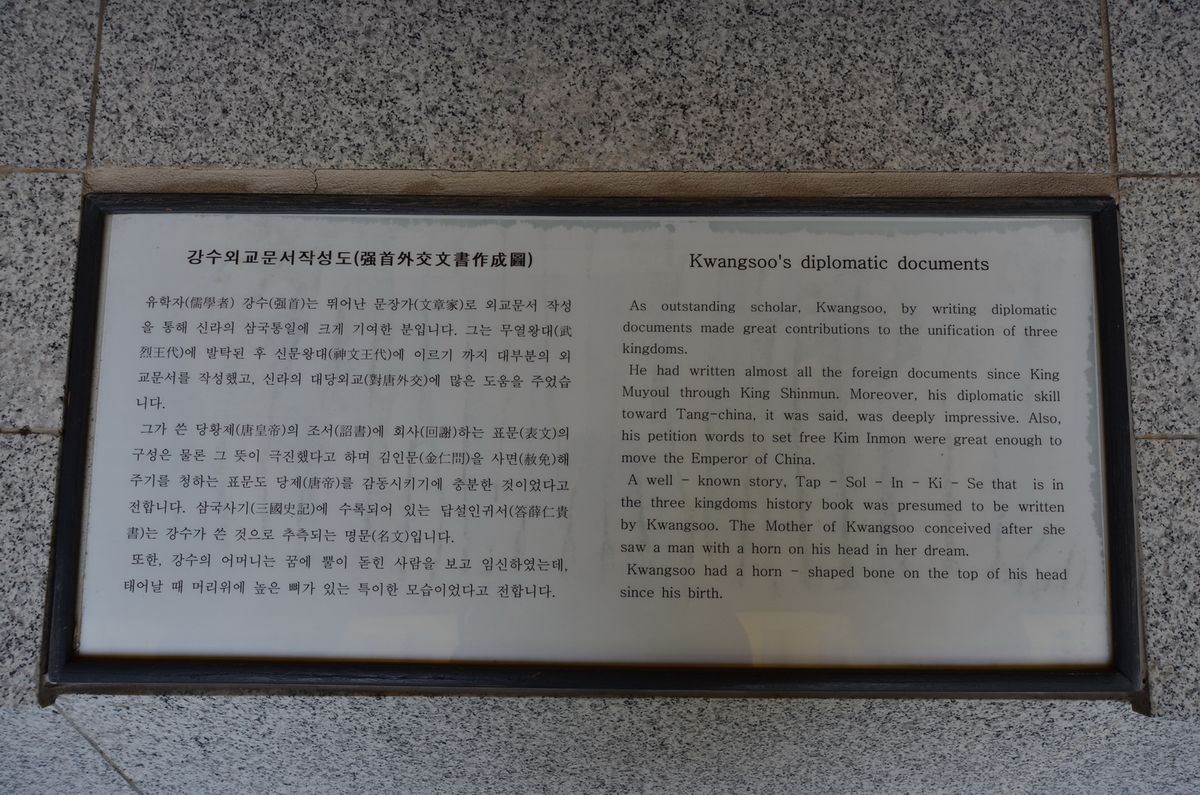 강수외교문서작성도(强首外交文書作成圖)
유학자(儒學者) 강수(强首)는 뛰어난 문장가(文章家)로 외교문서 작성
을 통해 신라의 삼국통일에 크게 기여한 분입니다. 그는 무열왕대(武
烈王代)에 발탁된 후 신문왕대(神文王代)에 이르기 까지 대부분의 외
교문서를 작성했고, 신라의 대당외교(對唐外交)에 많은 도움을 주었습
니다.
그가 쓴 당황제(唐皇帝)의 조서(詔書)에 회사(回謝)하는 표문(表文)의
구성은 물론 그 뜻이 극진했다고 하며 김인문(金仁問)을 사면(赦免)해
주기를 청하는 표문도 당제(唐帝)를 감동시키기에 충분한 것이었다고
전합니다. 삼국사기(三國史記)에 수록되어 있는 답설인귀서(答薛仁貴
書)는 강수가 쓴 것으로 추측되는 명문(名文)입니다.
또한, 강수의 어머니는 꿈에 뿔이 돋힌 사람을 보고 임신하였는데,
태어날 때 머리위에 높은 뼈가 있는 특이한 모습이었다고 전합니다.
Kwangsoo's diplomatic documents
As outstanding scholar, Kwangsoo, by writing diplomatic
documents made great contributions to the unification of three
kingdoms.
He had written almost all the foreign documents since King
Muyoul through King Shinmun. Moreover, his diplomatic skill
toward Tang-china, it was said, was deeply impressive. Also,
his petition words to set free Kim Inmon were great enough to
move the Emperor of China.
A well - known story, Tap - Sol - In - Ki - Se that is in
the three kingdoms history book was presumed to be written
by Kwangsoo. The Mother of Kwangsoo conceived after she
saw a man with a horn on his head in her dream.
Kwangsoo had a horn - shaped bone on the top of his head
since his birth.